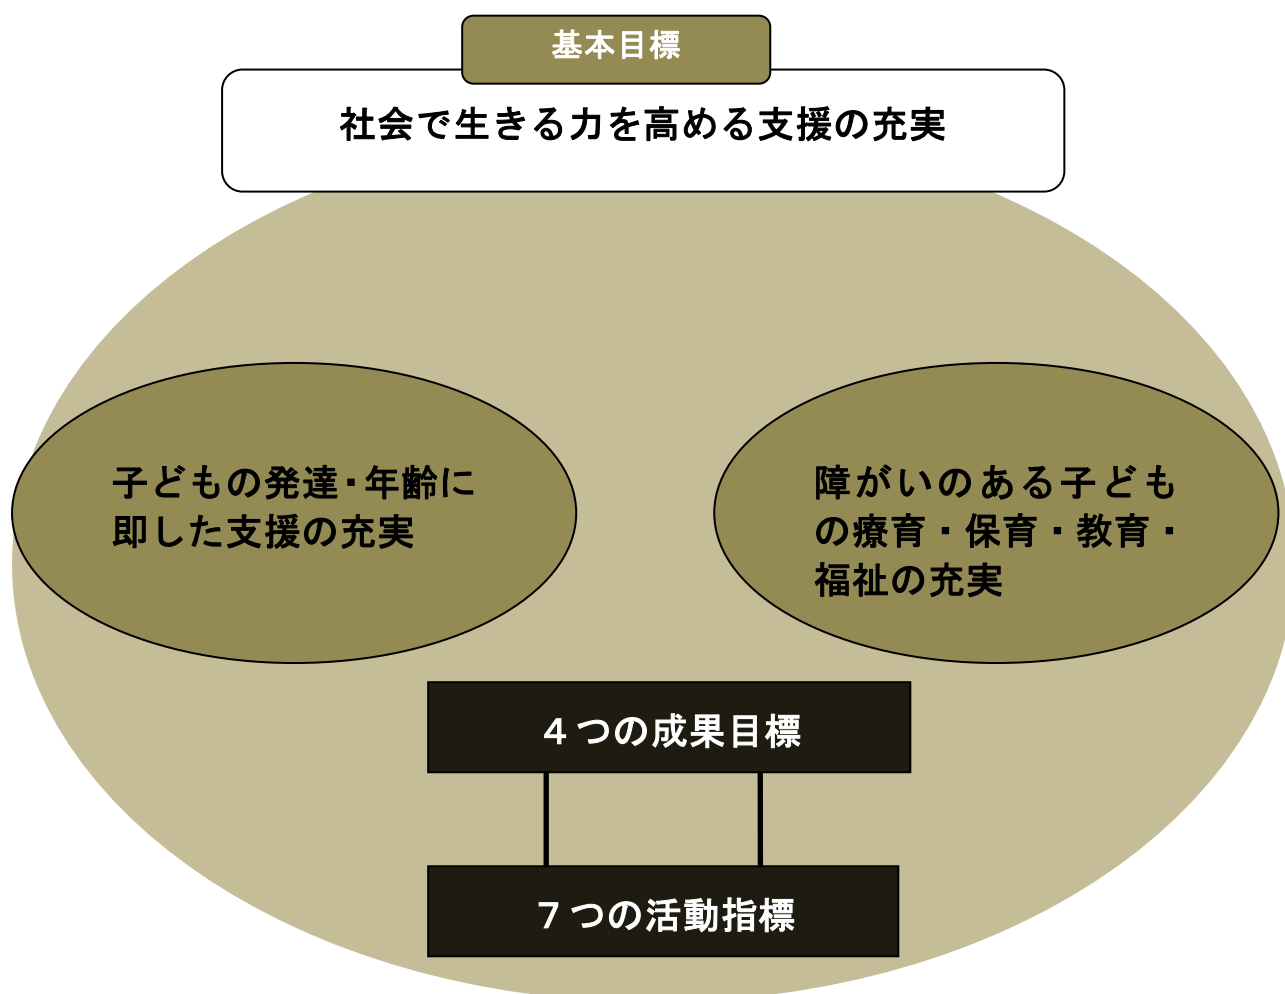 基本目標
社会で生きる力を高める支援の充実
子どもの発達・年齢に
即した支援の充実
障がいのある子ども
の療育・保育・教育・
福祉の充実
４つの成果目標
７つの活動指標